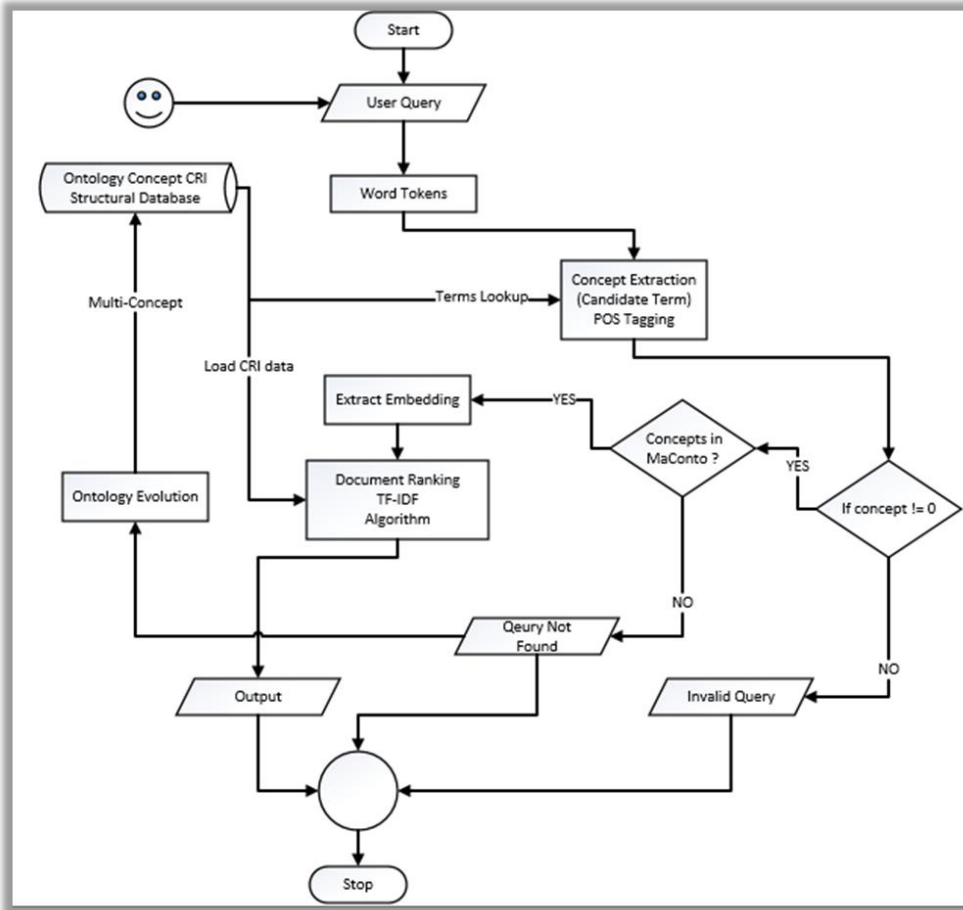 Start
User Query
Ontology Concept CRI
Structural Database
Word Tokens
Concept Extraction
(Candidate Term)
POS Tagging
Multi-Concept
Terms Lookup
Load CRI data
Extract Embedding
YES
Concepts in
MaConto ?
YES
If concept != 0
Ontology Evolution
Document Ranking
TF-IDF
Algorithm
NO
Qeury Not
Found
NO
Output
Invalid Query
Stop